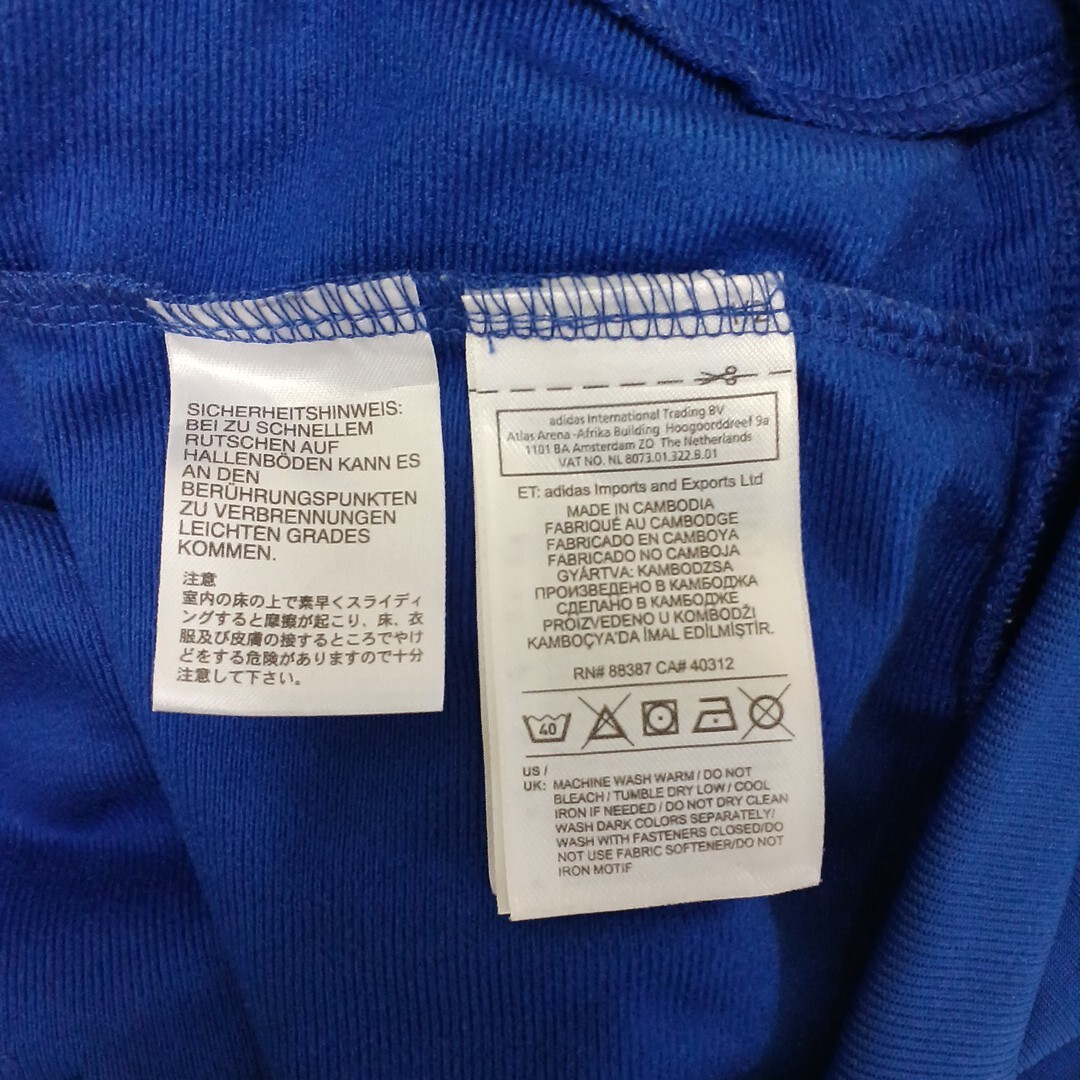 SICHERHEITSHINWEIS:
BEI ZU SCHNELLEM
RUTSCHEN AUF
HALLENBÖDEN KANN ES
AN DEN
BERÜHRUNGSPUNKTEN
ZU VERBRENNUNGEN
LEICHTEN GRADES
KOMMEN.
注意
室内の床の上で素早くスライディ
ングすると摩擦が起こり、床、衣
服及び皮膚の接するところでやけ
どをする危険がありますので十分
注意して下さい。
adidas International Trading BV
Atlas Arena -Afrika Building Hoogoorddreef 9a
1101 BA Amsterdam ZO The Netherlands
VAT NO. NL 8073.01.322.B.01
ET: adidas Imports and Exports Ltd
MADE IN CAMBODIA
FABRIQUÉ AU CAMBODGE
FABRICADO EN CAMBOYA
FABRICADO NO CAMBOJA
GYÁRTVA: KAMBODZSA
ПРОИЗВЕДЕНО В КАМБОДЖА
СДЕЛАНО В КАМБОДЖЕ
PROIZVEDENO U KOMBODŽI
KAMBOÇYA'DA İMAL EDİLMİŞTİR.
RN# 88387 CA# 40312
40
US /
UK: MACHINE WASH WARM / DO NOT
BLEACH / TUMBLE DRY LOW / COOL
IRON IF NEEDED / DO NOT DRY CLEAN
WASH DARK COLORS SEPARATELY/
WASH WITH FASTENERS CLOSED/DO
NOT USE FABRIC SOFTENER/DO NOT
IRON MOTIF